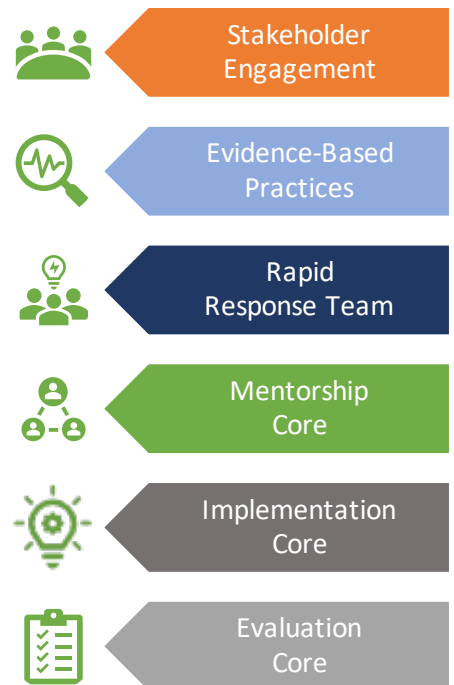 Stakeholder
Engagement
Evidence-Based
Practices
Rapid
Response Team
Mentorship
Core
Implementation
Core
Evaluation
Core